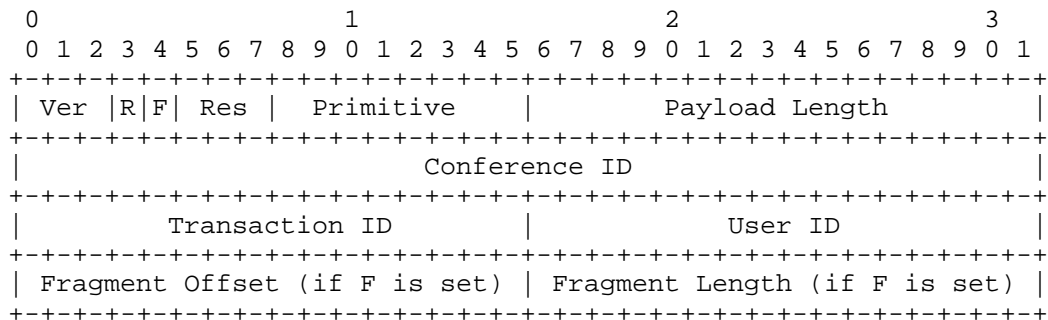 0                   1                   2                   3
 0 1 2 3 4 5 6 7 8 9 0 1 2 3 4 5 6 7 8 9 0 1 2 3 4 5 6 7 8 9 0 1
+-+-+-+-+-+-+-+-+-+-+-+-+-+-+-+-+-+-+-+-+-+-+-+-+-+-+-+-+-+-+-+-+
| Ver |R|F| Res |   Primitive   |        Payload Length         |
+-+-+-+-+-+-+-+-+-+-+-+-+-+-+-+-+-+-+-+-+-+-+-+-+-+-+-+-+-+-+-+-+
|                         Conference ID                         |
+-+-+-+-+-+-+-+-+-+-+-+-+-+-+-+-+-+-+-+-+-+-+-+-+-+-+-+-+-+-+-+-+
|         Transaction ID        |            User ID            |
+-+-+-+-+-+-+-+-+-+-+-+-+-+-+-+-+-+-+-+-+-+-+-+-+-+-+-+-+-+-+-+-+
| Fragment Offset (if F is set) | Fragment Length (if F is set) |
+-+-+-+-+-+-+-+-+-+-+-+-+-+-+-+-+-+-+-+-+-+-+-+-+-+-+-+-+-+-+-+-+